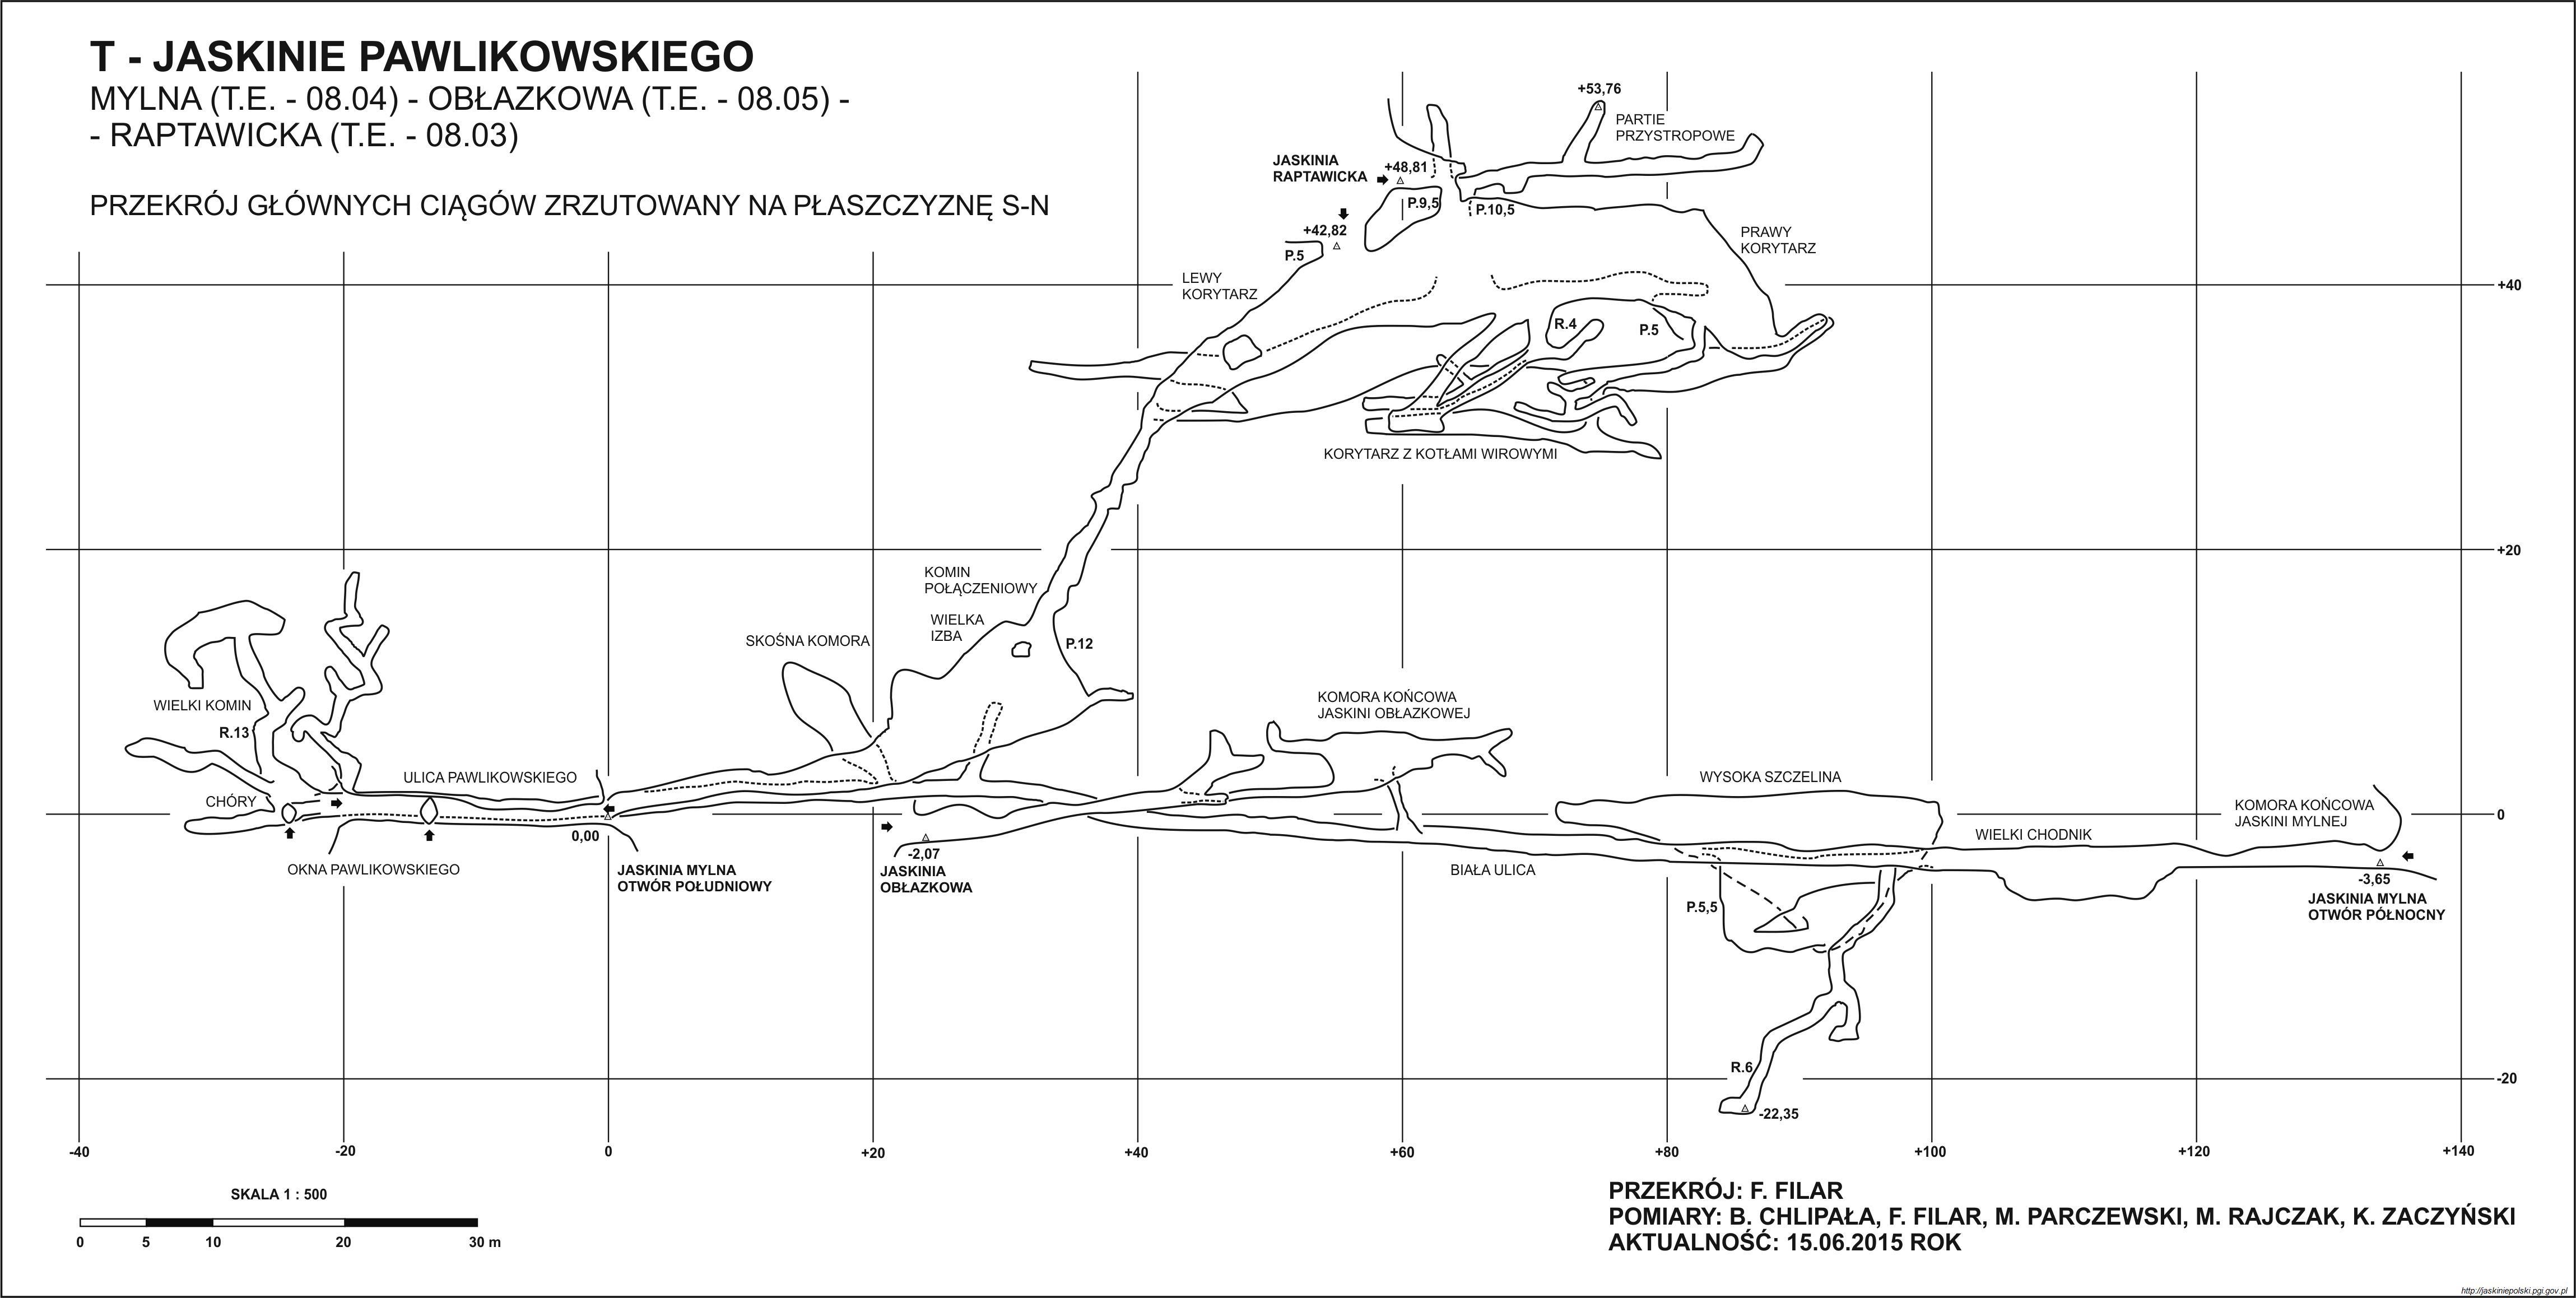 T - JASKINIE PAWLIKOWSKIEGO
MYLNA (T.E. - 08.04) - OBŁAZKOWA (T.E. - 08.05) -
- RAPTAWICKA (T.E. - 08.03)
PRZEKRÓJ GŁÓWNYCH CIĄGÓW ZRZUTOWANY NA PŁASZCZYZNĘ S-N
+53,76
PARTIE
PRZYSTROPOWE
JASKINIA
RAPTAWICKA
+48,81
P.9,5
P.10,5
+42,82
P.5
PRAWY
KORYTARZ
LEWY
KORYTARZ
+40
R.4
P.5
KORYTARZ Z KOTŁAMI WIROWYMI
+20
KOMIN
POŁĄCZENIOWY
WIELKA
IZBA
SKOŚNA KOMORA
P.12
WIELKI KOMIN
R.13
KOMORA KOŃCOWA
JASKINI OBŁAZKOWEJ
ULICA PAWLIKOWSKIEGO
WYSOKA SZCZELINA
CHÓRY
KOMORA KOŃCOWA
JASKINI MYLNEJ
0
0,00
WIELKI CHODNIK
OKNA PAWLIKOWSKIEGO
JASKINIA MYLNA
OTWÓR POŁUDNIOWY
-2,07
JASKINIA
OBŁAZKOWA
BIAŁA ULICA
-3,65
JASKINIA MYLNA
OTWÓR PÓŁNOCNY
P.5,5
R.6
-20
-22,35
-40
-20
0
+20
+40
+60
+80
+100
+120
+140
SKALA 1 : 500
0
5
10
20
30 m
PRZEKRÓJ: F. FILAR
POMIARY: B. CHLIPAŁA, F. FILAR, M. PARCZEWSKI, M. RAJCZAK, K. ZACZYŃSKI
AKTUALNOŚĆ: 15.06.2015 ROK
http://jaskiniepolski.pgi.gov.pl